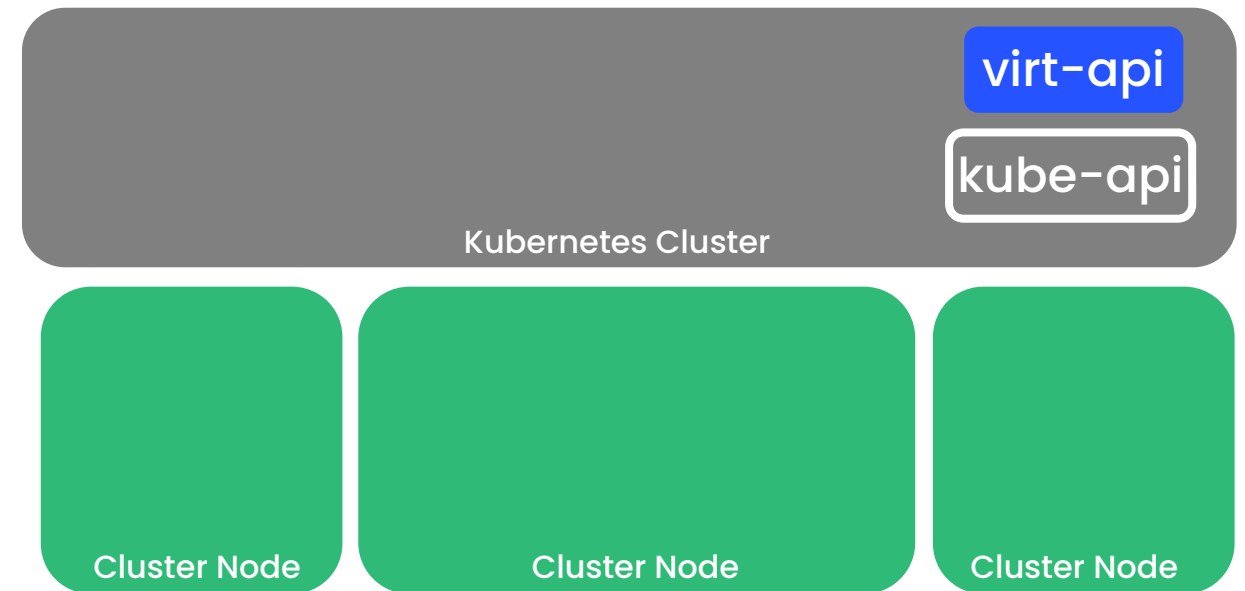 virt-api
kube-api
Kubernetes Cluster
Cluster Node
Cluster Node
Cluster Node